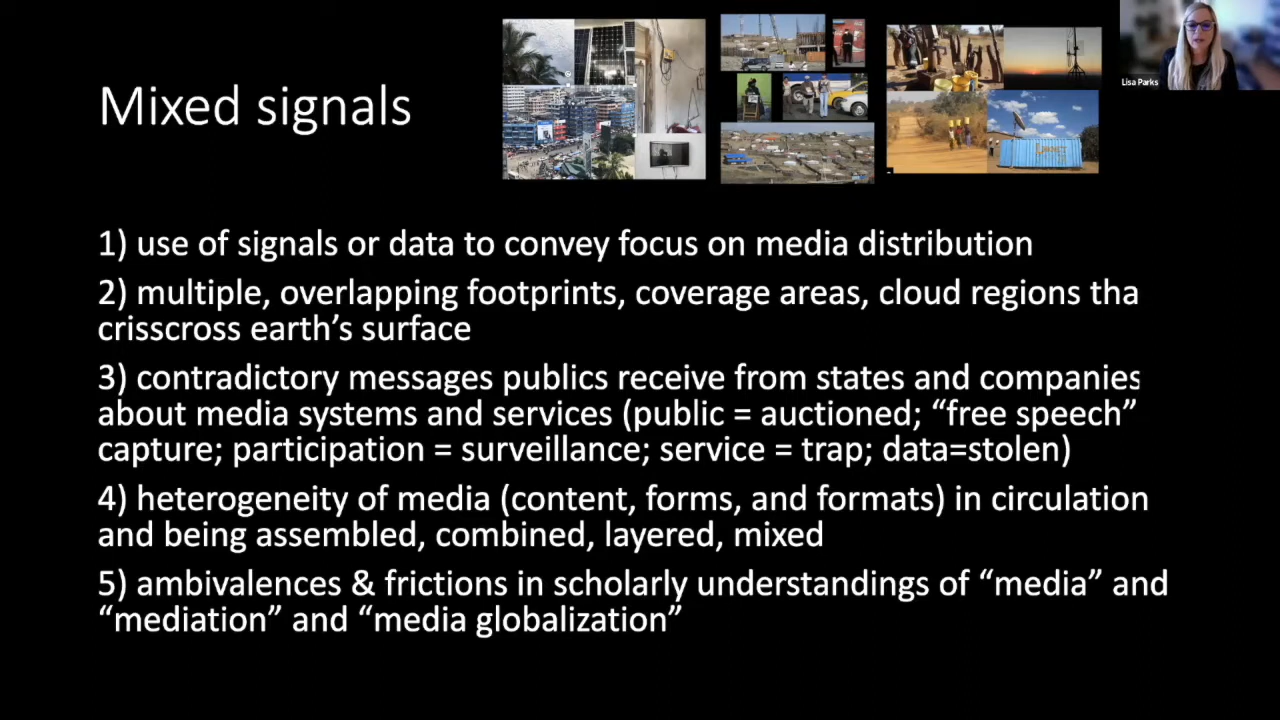 Mixed signals
Lisa Parks
1) use of signals or data to convey focus on media distribution
2) multiple, overlapping footprints, coverage areas, cloud regions tha
crisscross earth’s surface
3) contradictory messages publics receive from states and companies
about media systems and services (public = auctioned; “free speech”
capture; participation = surveillance; service = trap; data=stolen)
4) heterogeneity of media (content, forms, and formats) in circulation
and being assembled, combined, layered, mixed
5) ambivalences & frictions in scholarly understandings of “media” and
“mediation” and “media globalization”